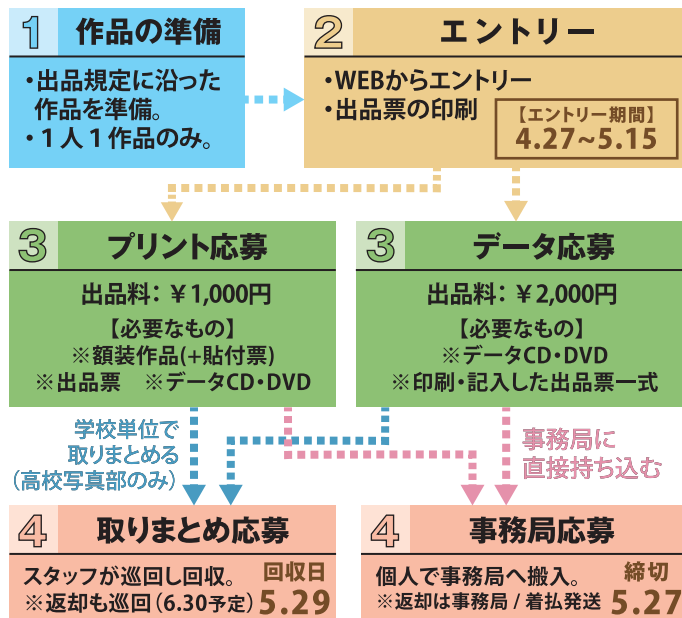 1 作品の準備
・出品規定に沿った
作品を準備。
・1人1作品のみ。
2 エントリー
・WEBからエントリー
・出品票の印刷
【エントリー期間】
4.27~5.15
3 プリント応募
出品料：￥1,000円
【必要なもの】
※額装作品(+貼付票)
※出品票 ※データCD・DVD
3 データ応募
出品料：￥2,000円
【必要なもの】
※データCD・DVD
※印刷・記入した出品票一式
学校単位で
取りまとめる
（高校写真部のみ）
事務局に
直接持ち込む
4 取りまとめ応募
スタッフが巡回し回収。
※返却も巡回（6.30予定）
回収日
5.29
4 事務局応募
個人で事務局へ搬入。
※返却は事務局 / 着払発送
締切
5.27